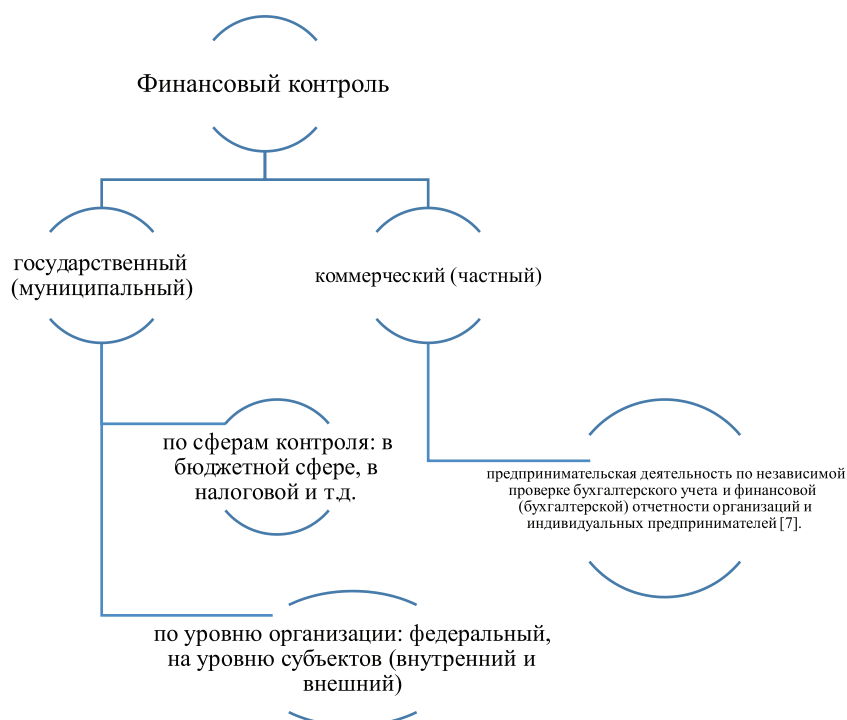 Финансовый контроль
государственный
(муниципальный)
коммерческий (частный)
по сферам контроля: в
бюджетной сфере, в
налоговой и т.д.
предпринимательская деятельность по независимой
проверке бухгалтерского учета и финансовой
(бухгалтерской) отчетности организаций и
индивидуальных предпринимателей [7].
по уровню организации: федеральный,
на уровню субъектов (внутренний и
внешний)